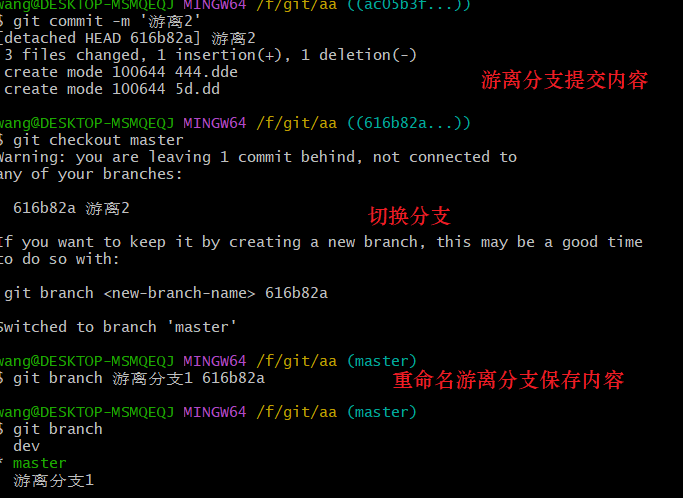 wang@DESKTOP-MSMQEQJ MINGW64 /f/git/aa ((ac05b3f...))
$ git commit -m '游离2'
[detached HEAD 616b82a] 游离2
3 files changed, 1 insertion(+), 1 deletion(-)
create mode 100644 444.dde
create mode 100644 5d.dd
游离分支提交内容
wang@DESKTOP-MSMQEQJ MINGW64 /f/git/aa ((616b82a...))
$ git checkout master
Warning: you are leaving 1 commit behind, not connected to
any of your branches:
616b82a 游离2
切换分支
If you want to keep it by creating a new branch, this may be a good time
to do so with:
git branch <new-branch-name> 616b82a
Switched to branch 'master'
wang@DESKTOP-MSMQEQJ MINGW64 /f/git/aa (master)
$ git branch 游离分支1 616b82a
重命名游离分支保存内容
wang@DESKTOP-MSMQEQJ MINGW64 /f/git/aa (master)
$ git branch
dev
* master
游离分支1